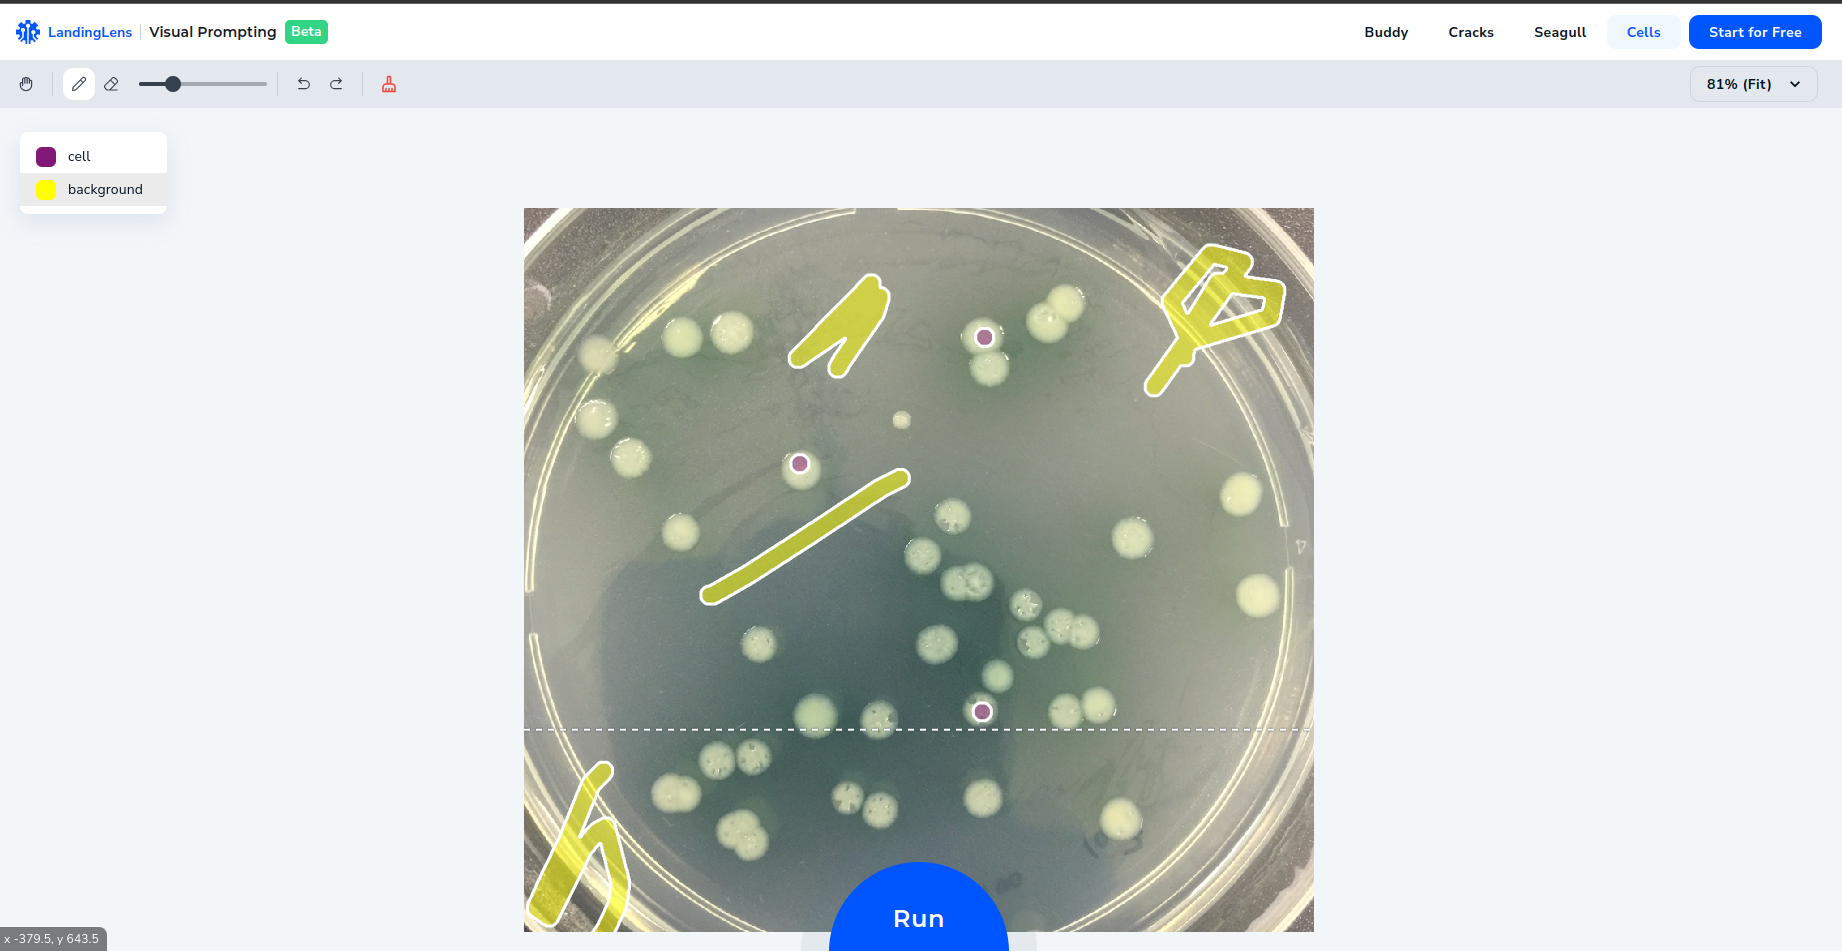 LandingLens Visual Prompting Beta Buddy Cracks Seagull Cells Start for Free
81% (Fit)
cell
background
Run
x -379.5, y 643.5